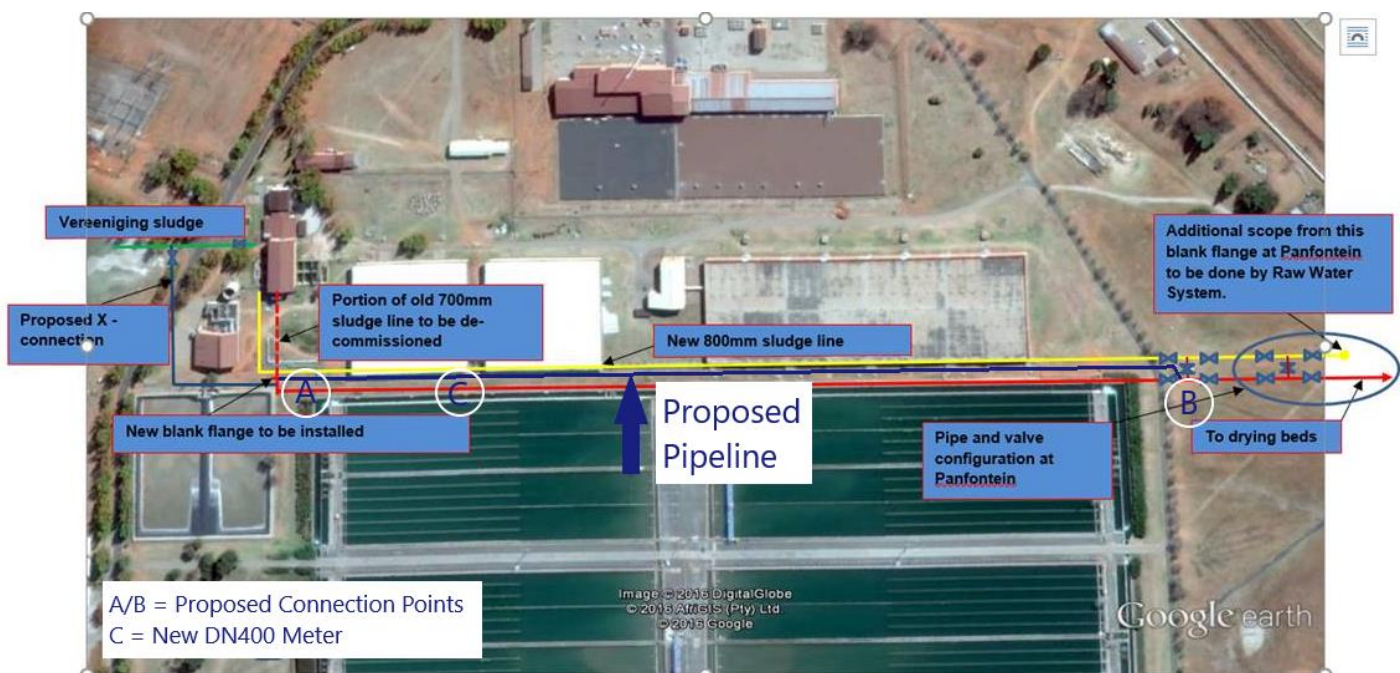 Vereeniging sludge
Proposed X -
connection
Portion of old 700mm
sludge line to be de-
commissioned
New 800mm sludge line
Additional scope from this
blank flange at Panfontein
to be done by Raw Water
System.
A
C
B
New blank flange to be installed
Proposed
Pipeline
Pipe and valve
configuration at
Panfontein
To drying beds
A/B = Proposed Connection Points
C = New DN400 Meter
Image © 2016 DigitalGlobe
© 2016 AfriGIS (Pty) Ltd.
© 2016 Google
Google earth